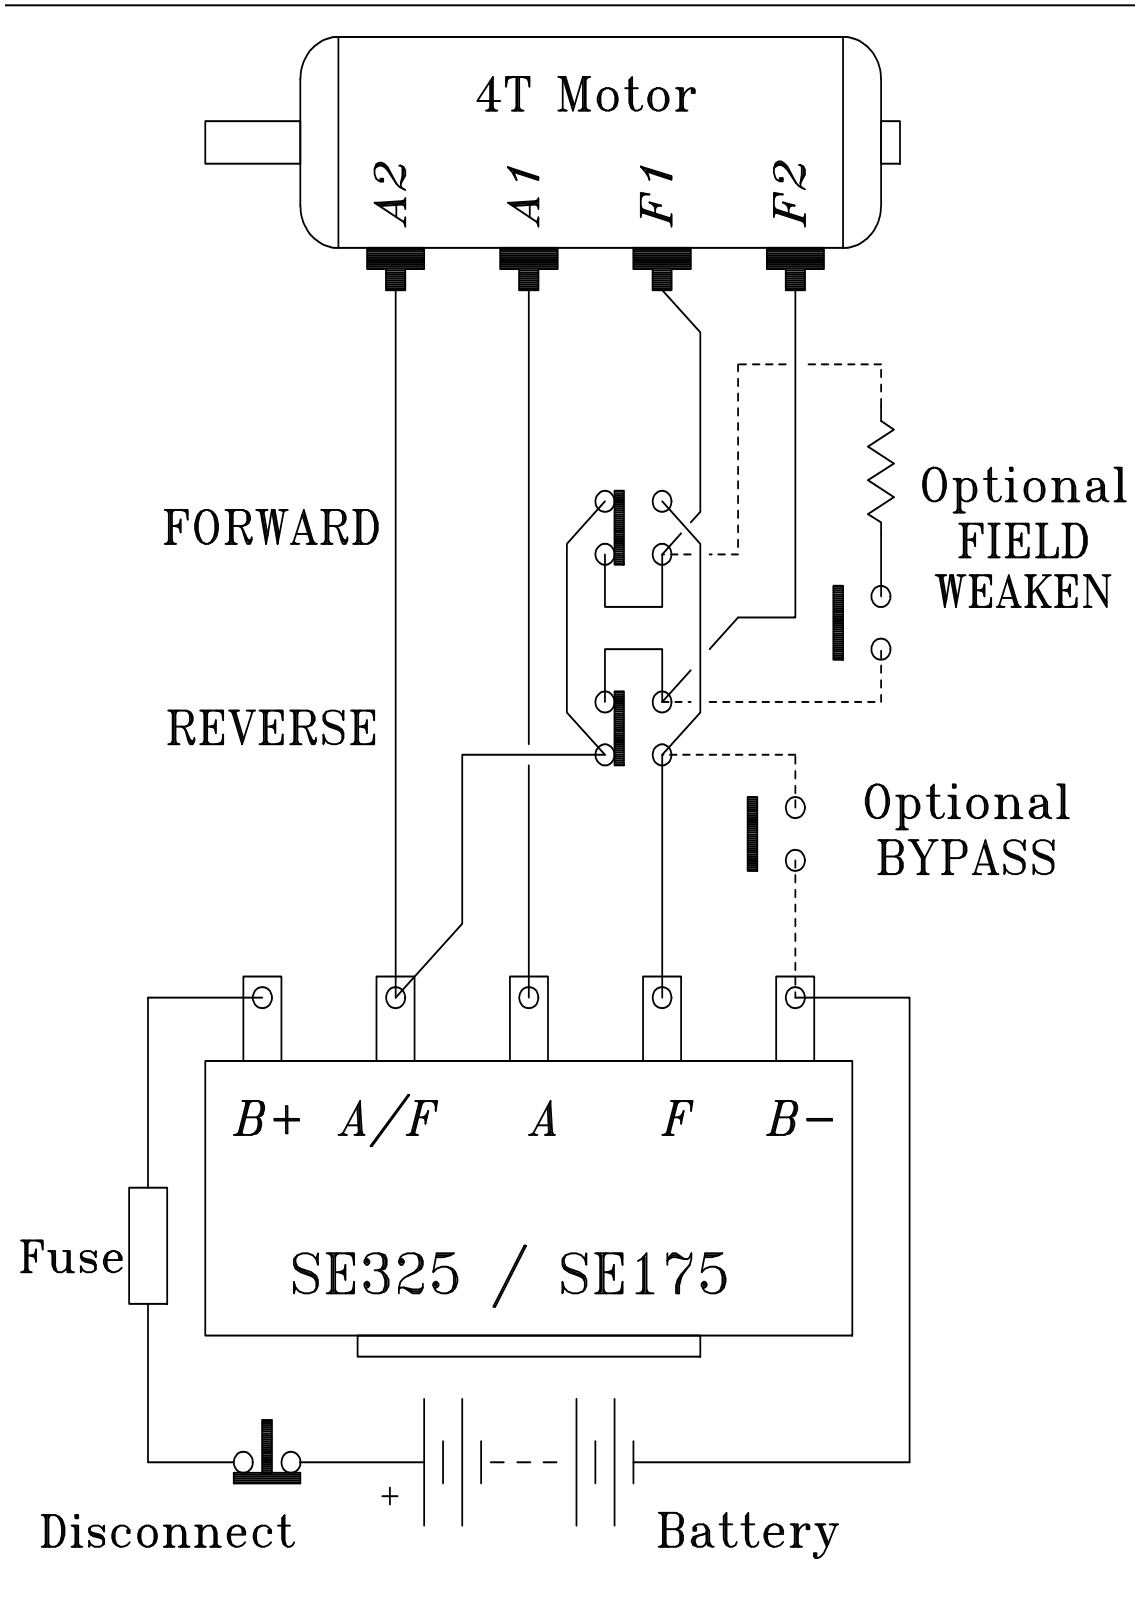 4T Motor
A2
A1
F1
F2
FORWARD
Optional
FIELD
WEAKEN
REVERSE
Optional
BYPASS
B+ A/F A F B-
Fuse
SE325 / SE175
+
Disconnect
Battery